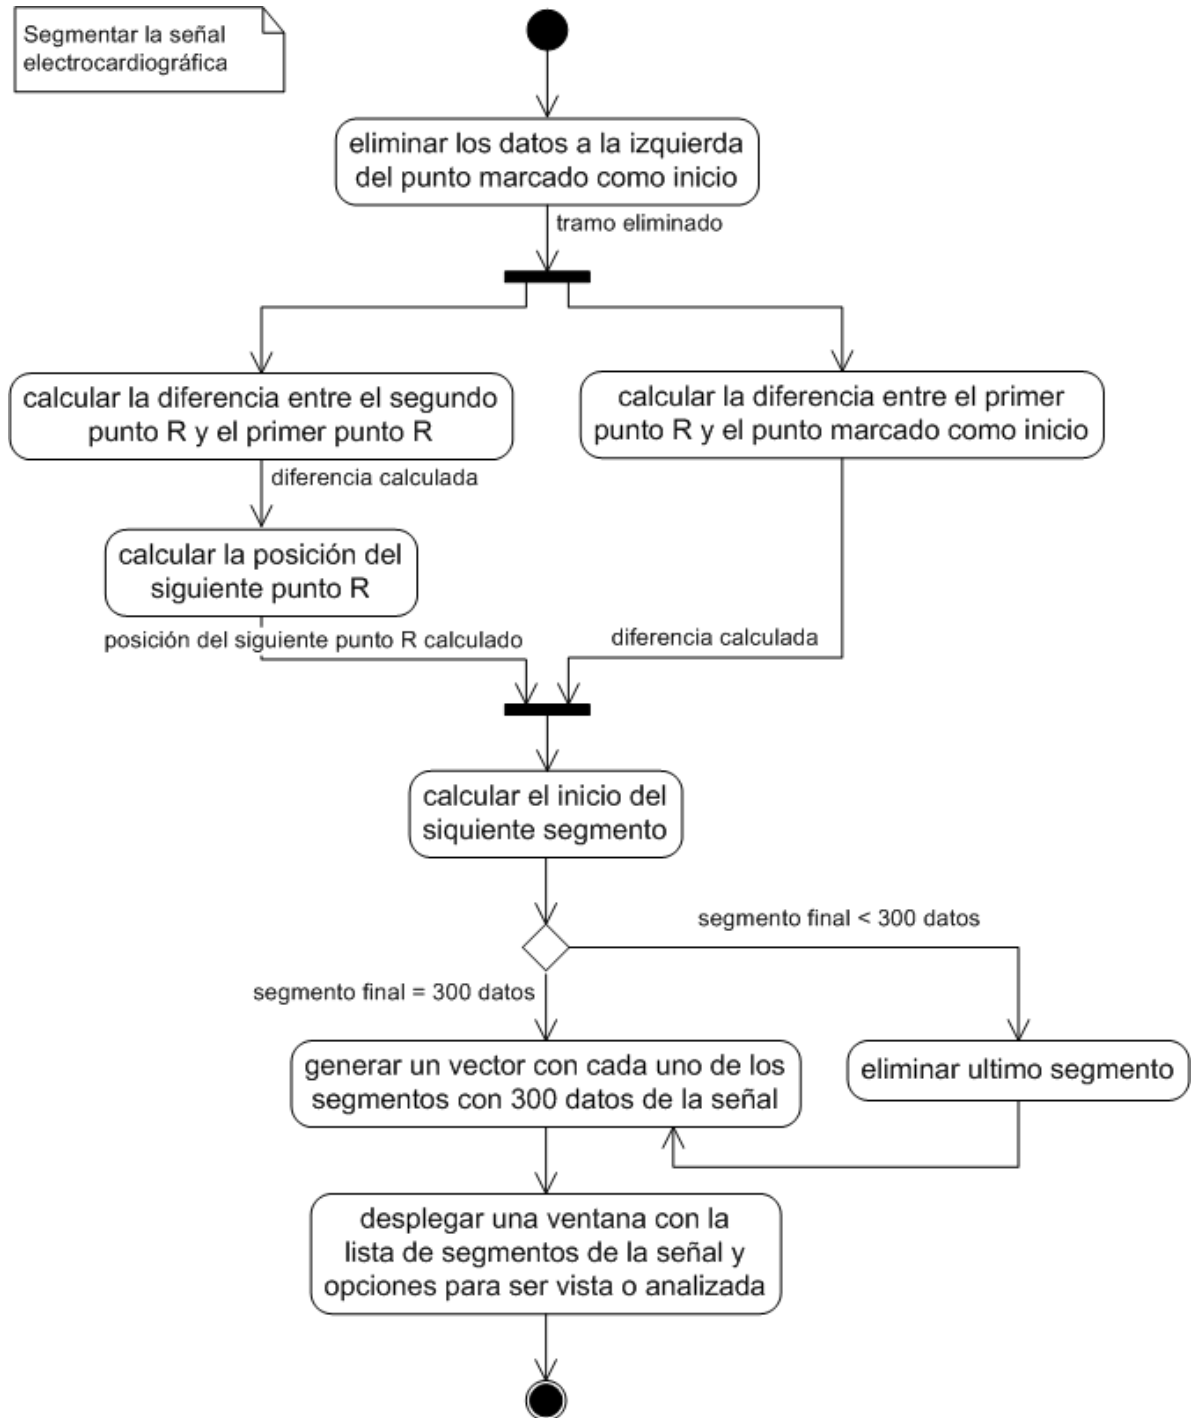 Segmentar la señal
electrocardiográfica
eliminar los datos a la izquierda
del punto marcado como inicio
tramo eliminado
calcular la diferencia entre el segundo
punto R y el primer punto R
calcular la diferencia entre el primer
punto R y el punto marcado como inicio
diferencia calculada
calcular la posición del
siguiente punto R
posición del siguiente punto R calculado
diferencia calculada
calcular el inicio del
siquiente segmento
segmento final < 300 datos
segmento final = 300 datos
generar un vector con cada uno de los
segmentos con 300 datos de la señal
eliminar ultimo segmento
desplegar una ventana con la
lista de segmentos de la señal y
opciones para ser vista o analizada